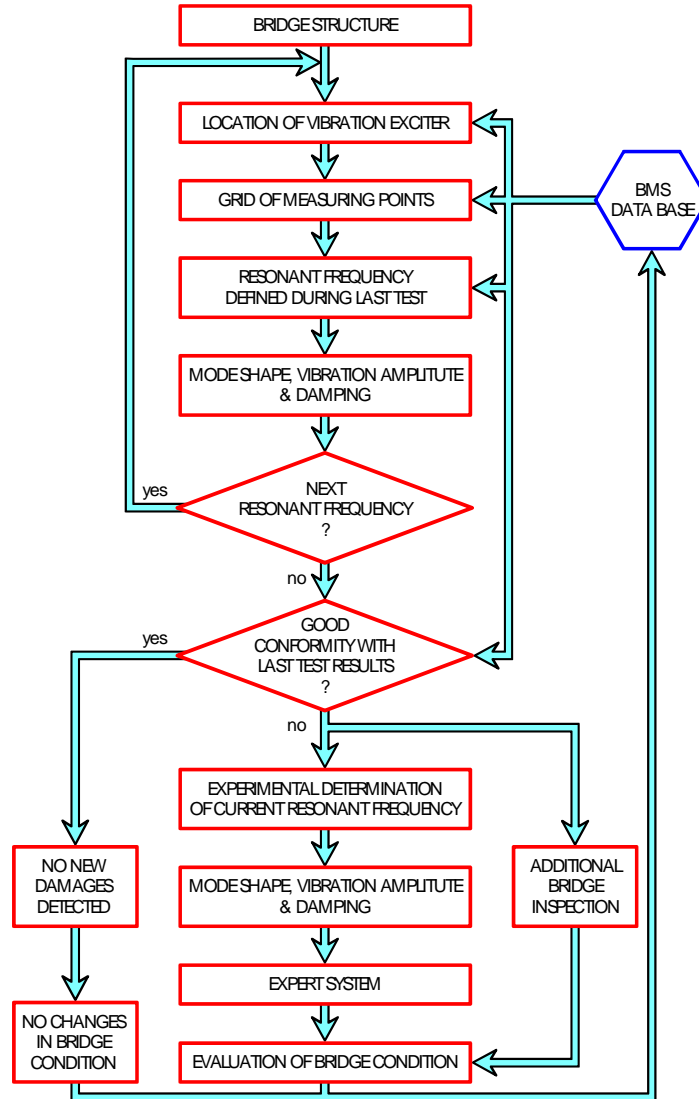 BRIDGE STRUCTURE
LOCATION OF VIBRATION EXCITER
GRID OF MEASURING POINTS
BMS
DATA BASE
RESONANT FREQUENCY
DEFINED DURING LAST TEST
MODE SHAPE, VIBRATION AMPLITUTE
& DAMPING
yes
NEXT
RESONANT FREQUENCY
?
no
yes
GOOD
CONFORMITY WITH
LAST TEST RESULTS
?
no
EXPERIMENTAL DETERMINATION
OF CURRENT RESONANT FREQUENCY
NO NEW
DAMAGES
DETECTED
MODE SHAPE, VIBRATION AMPLITUTE
& DAMPING
ADDITIONAL
BRIDGE
INSPECTION
EXPERT SYSTEM
NO CHANGES
IN BRIDGE
CONDITION
EVALUATION OF BRIDGE CONDITION